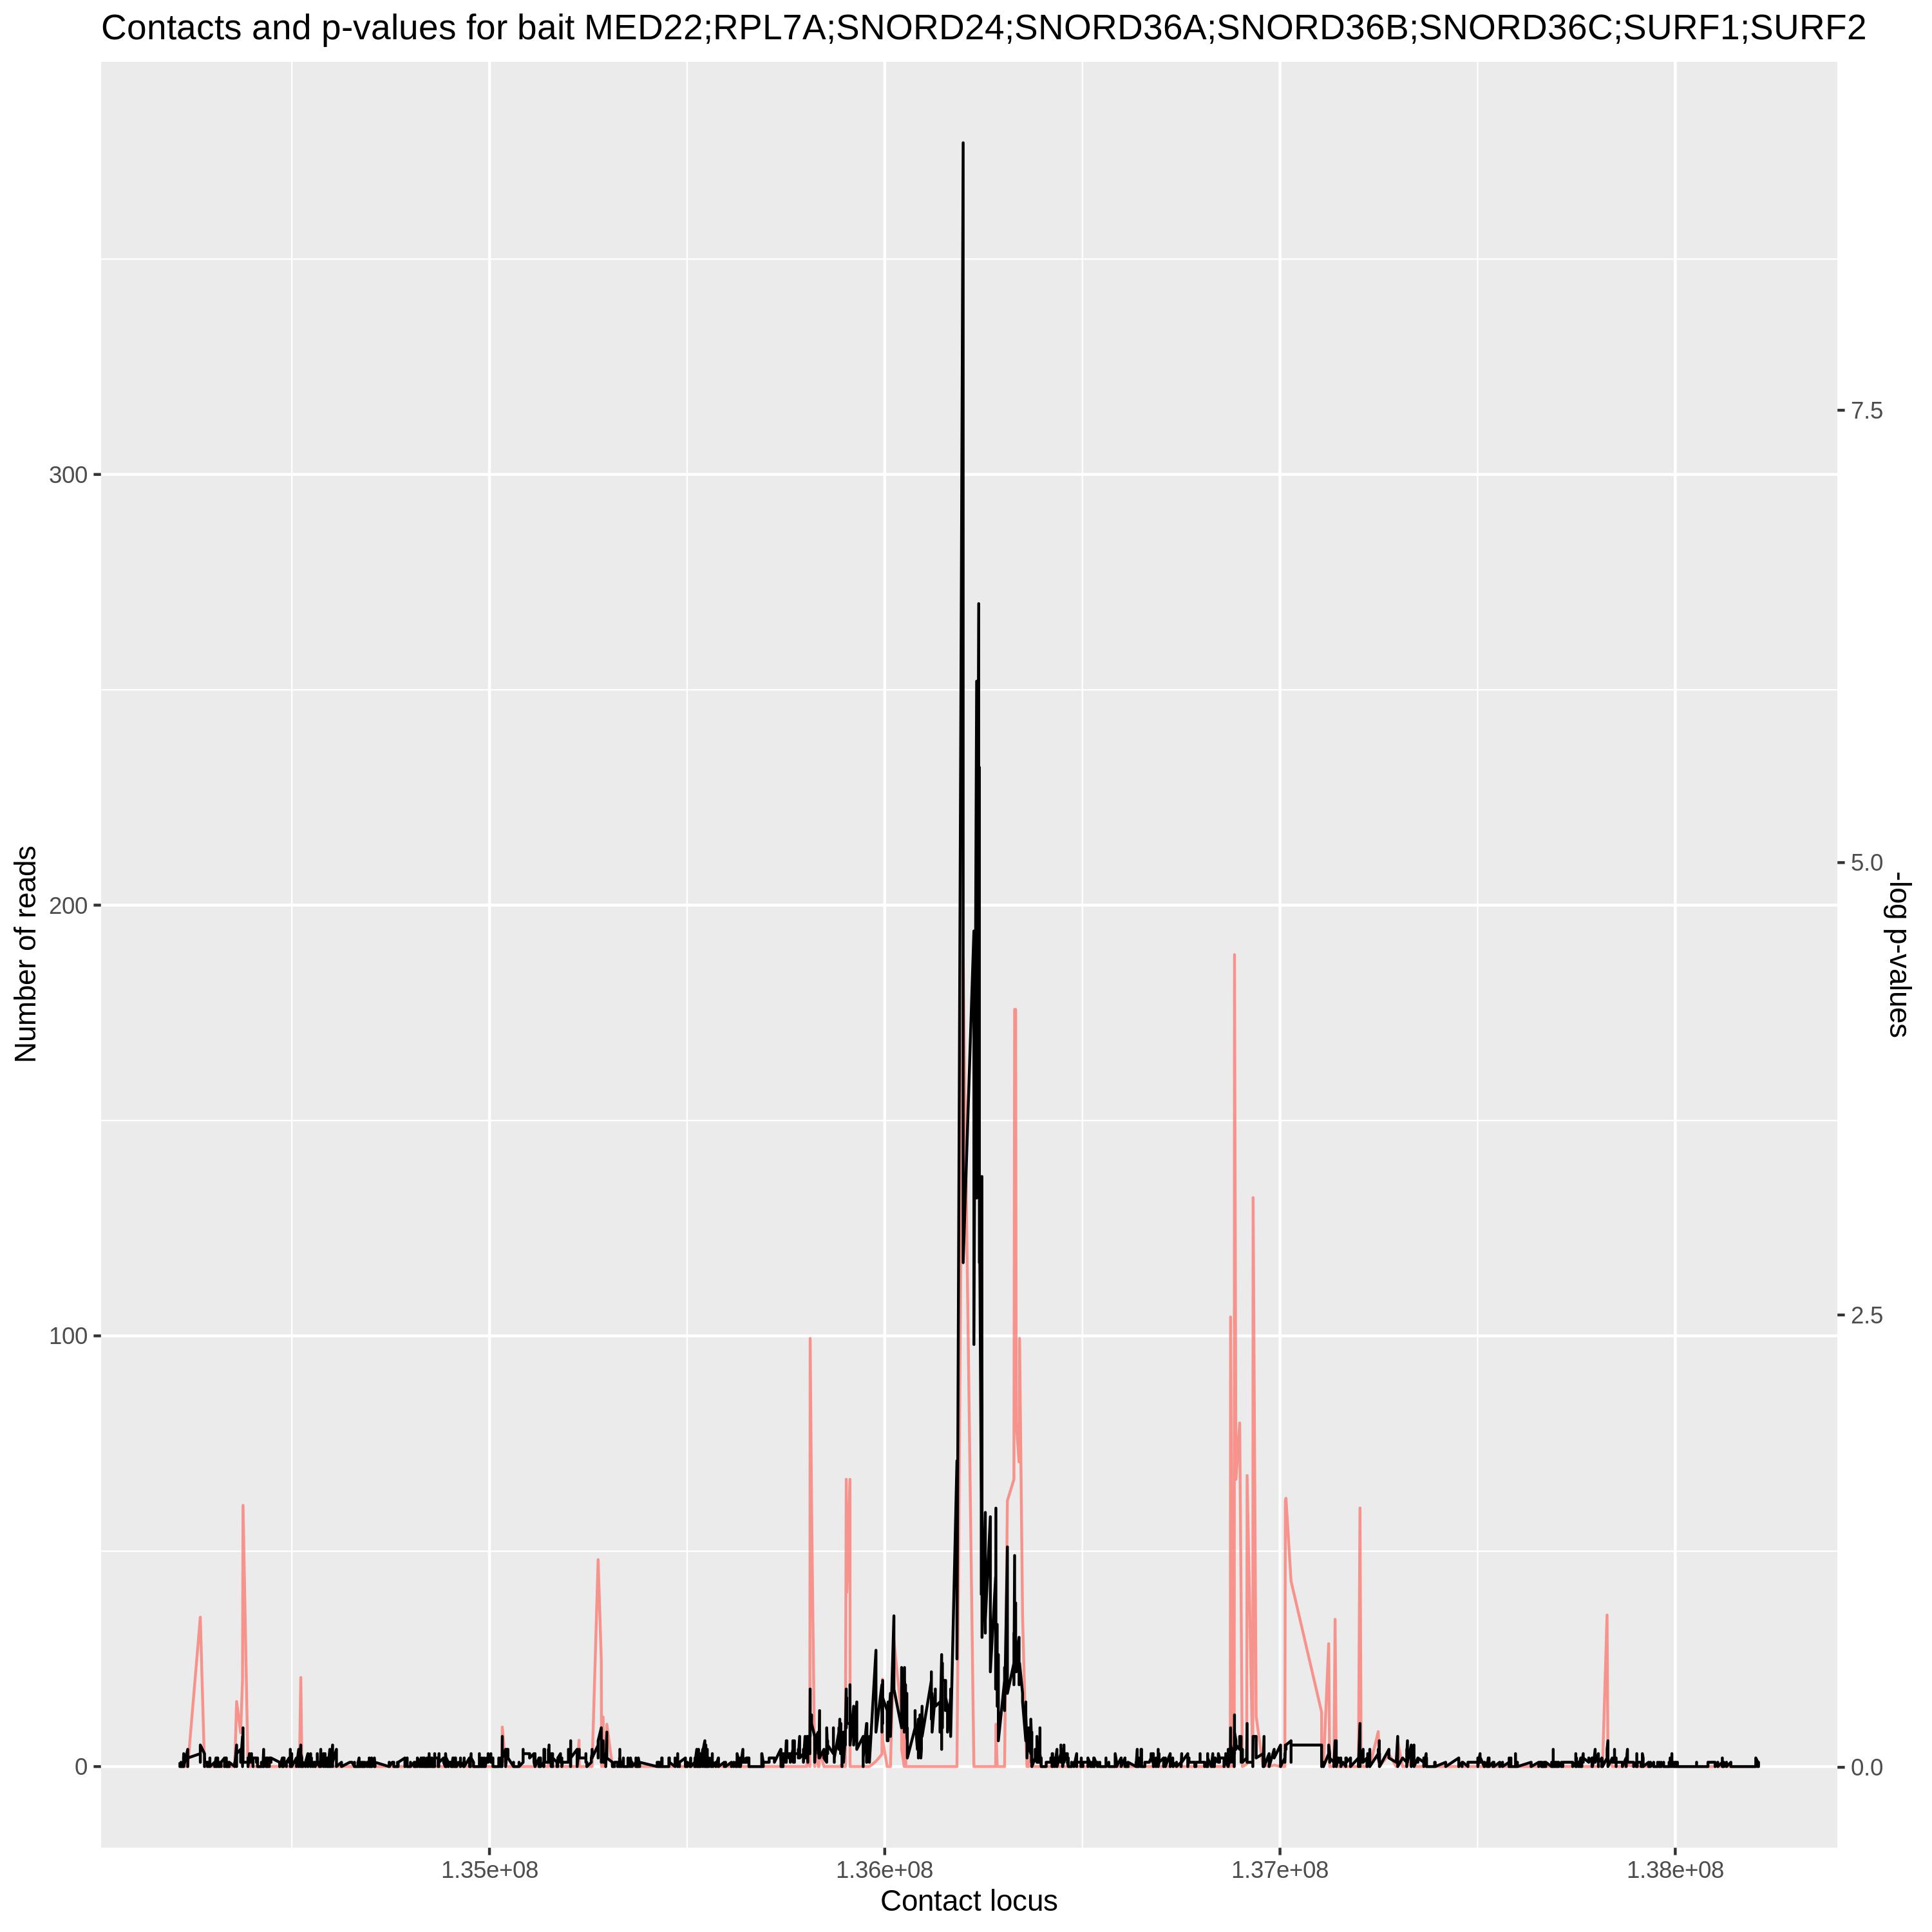 Contacts and p-values for bait MED22;RPL7A;SNORD24;SNORD36A;SNORD36B;SNORD36C;SURF1;SURF2
Number of reads
300
200
100
0
7.5
5.0
2.5
0.0
-log p-values
1.35e+08
1.36e+08
1.37e+08
1.38e+08
Contact locus